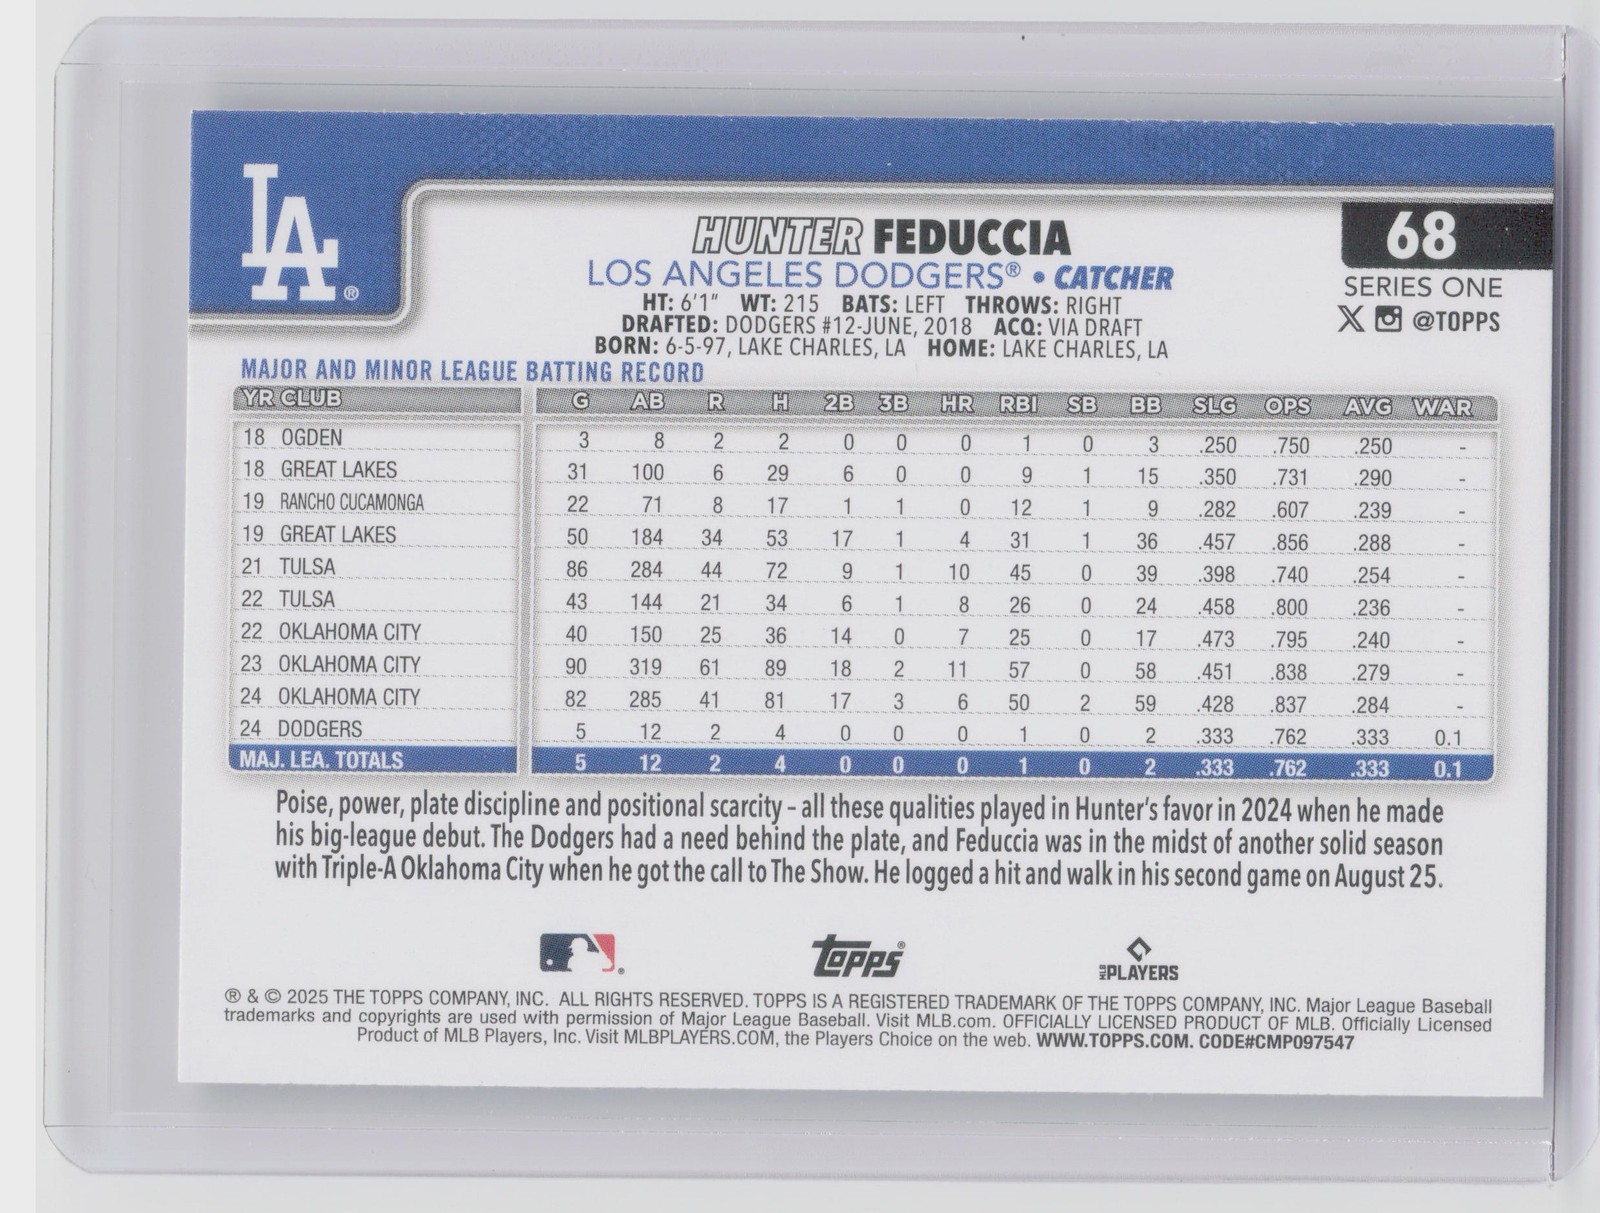 LA ®
HUNTER FEDUCCIA
68
LOS ANGELES DODGERS® • CATCHER
SERIES ONE
HT: 6'1" WT: 215 BATS: LEFT THROWS: RIGHT
X @TOPPS
DRAFTED: DODGERS #12-JUNE, 2018 ACQ: VIA DRAFT
BORN: 6-5-97, LAKE CHARLES, LA HOME: LAKE CHARLES, LA
MAJOR AND MINOR LEAGUE BATTING RECORD
YR CLUB G AB R H 2B 3B HR RBI SB BB SLG OPS AVG WAR
18 OGDEN 3 8 2 2 0 0 0 1 0 3 .250 .750 .250 -
18 GREAT LAKES 31 100 6 29 6 0 0 9 1 15 .350 .731 .290 -
19 RANCHO CUCAMONGA 22 71 8 17 1 1 0 12 1 9 .282 .607 .239 -
19 GREAT LAKES 50 184 34 53 17 1 4 31 1 36 .457 .856 .288 -
21 TULSA 86 284 44 72 9 1 10 45 0 39 .398 .740 .254 -
22 TULSA 43 144 21 34 6 1 8 26 0 24 .458 .800 .236 -
22 OKLAHOMA CITY 40 150 25 36 14 0 7 25 0 17 .473 .795 .240 -
23 OKLAHOMA CITY 90 319 61 89 18 2 11 57 0 58 .451 .838 .279 -
24 OKLAHOMA CITY 82 285 41 81 17 3 6 50 2 59 .428 .837 .284 -
24 DODGERS 5 12 2 4 0 0 0 1 0 2 .333 .762 .333 0.1
MAJ. LEA. TOTALS 5 12 2 4 0 0 0 1 0 2 .333 .762 .333 0.1
Poise, power, plate discipline and positional scarcity – all these qualities played in Hunter's favor in 2024 when he made
his big-league debut. The Dodgers had a need behind the plate, and Feduccia was in the midst of another solid season
with Triple-A Oklahoma City when he got the call to The Show. He logged a hit and walk in his second game on August 25.
Topps®
MLB PLAYERS
® & © 2025 THE TOPPS COMPANY, INC. ALL RIGHTS RESERVED. TOPPS IS A REGISTERED TRADEMARK OF THE TOPPS COMPANY, INC. Major League Baseball
trademarks and copyrights are used with permission of Major League Baseball. Visit MLB.com. OFFICIALLY LICENSED PRODUCT OF MLB. Officially Licensed
Product of MLB Players, Inc. Visit MLBPLAYERS.COM, the Players Choice on the web. WWW.TOPPS.COM. CODE#CMP097547